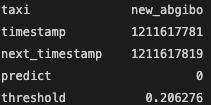 taxi new_abgibo
timestamp 1211617781
next_timestamp 1211617819
predict 0
threshold 0.206276